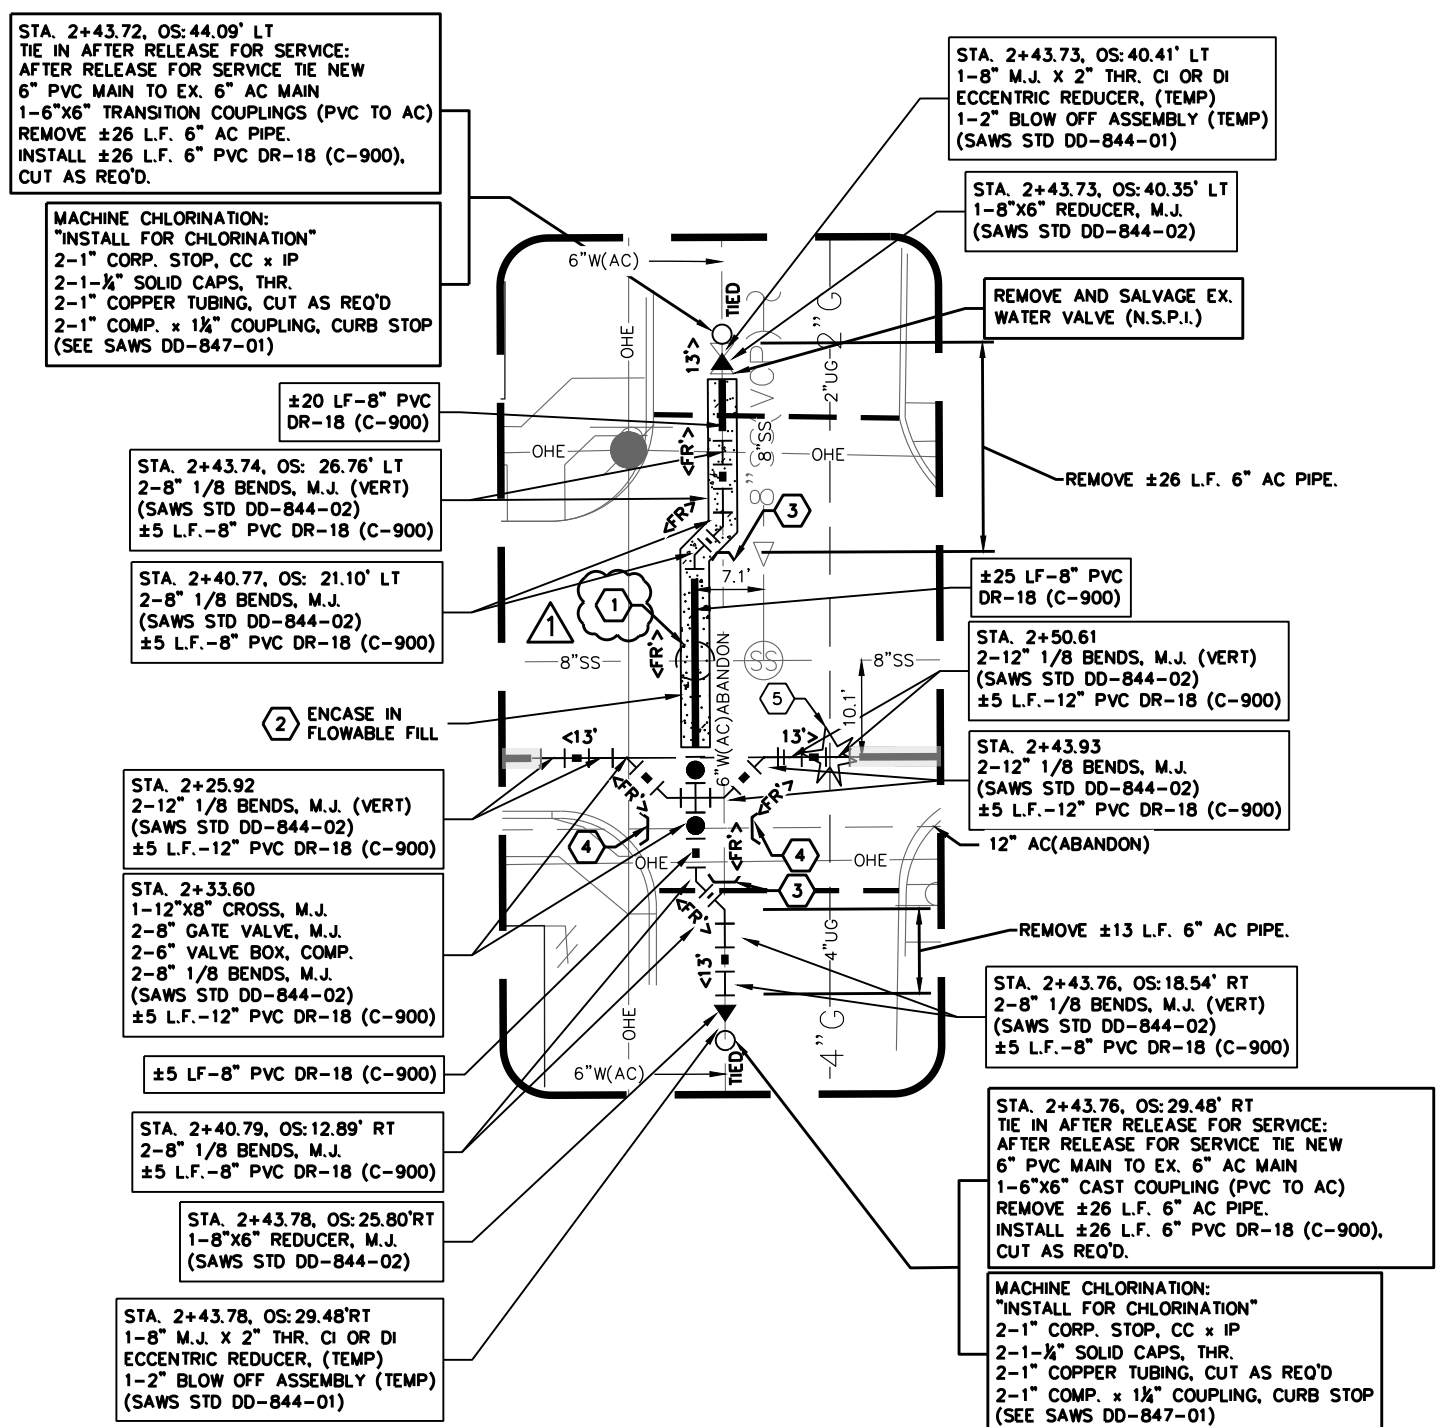 STA. 2+43.72, OS:44.09' LT
TIE IN AFTER RELEASE FOR SERVICE:
AFTER RELEASE FOR SERVICE TIE NEW
6" PVC MAIN TO EX. 6" AC MAIN
1-6"X6" TRANSITION COUPLINGS (PVC TO AC)
REMOVE ±26 L.F. 6" AC PIPE.
INSTALL ±26 L.F. 6" PVC DR-18 (C-900),
CUT AS REQ'D.
MACHINE CHLORINATION:
"INSTALL FOR CHLORINATION"
2-1" CORP. STOP, CC x IP
2-1-¼" SOLID CAPS, THR.
2-1" COPPER TUBING, CUT AS REQ'D
2-1" COMP. x 1¼" COUPLING, CURB STOP
(SEE SAWS DD-847-01)
±20 LF-8" PVC
DR-18 (C-900)
STA. 2+43.74, OS: 26.76' LT
2-8" 1/8 BENDS, M.J. (VERT)
(SAWS STD DD-844-02)
±5 L.F.-8" PVC DR-18 (C-900)
STA. 2+40.77, OS: 21.10' LT
2-8" 1/8 BENDS, M.J.
(SAWS STD DD-844-02)
±5 L.F.-8" PVC DR-18 (C-900)
2 ENCASE IN
FLOWABLE FILL
STA. 2+25.92
2-12" 1/8 BENDS, M.J. (VERT)
(SAWS STD DD-844-02)
±5 L.F.-12" PVC DR-18 (C-900)
STA. 2+33.60
1-12"X8" CROSS, M.J.
2-8" GATE VALVE, M.J.
2-6" VALVE BOX, COMP.
2-8" 1/8 BENDS, M.J.
(SAWS STD DD-844-02)
±5 L.F.-12" PVC DR-18 (C-900)
±5 LF-8" PVC DR-18 (C-900)
STA. 2+40.79, OS:12.89' RT
2-8" 1/8 BENDS, M.J.
±5 L.F.-8" PVC DR-18 (C-900)
STA. 2+43.78, OS:25.80'RT
1-8"X6" REDUCER, M.J.
(SAWS STD DD-844-02)
STA. 2+43.78, OS:29.48'RT
1-8" M.J. X 2" THR. CI OR DI
ECCENTRIC REDUCER, (TEMP)
1-2" BLOW OFF ASSEMBLY (TEMP)
(SAWS STD DD-844-01)
6"W(AC)
TIED
OHE
13'>
2"G
2"UG
8" SS(VCP)
8"SS
OHE
<FR'>
OHE
<FR>
3
7.1'
1
1
<FR'>
8"SS
SS
8"SS
6"W(AC)ABANDON
5
10.1'
<13'
13'>
<FR'>
<FR'>
4
<FR'>
4
OHE
OHE
3
<FR'>
4"UG
<13'
OHE
4"G
6"W(AC)
TIED
STA. 2+43.73, OS:40.41' LT
1-8" M.J. X 2" THR. CI OR DI
ECCENTRIC REDUCER, (TEMP)
1-2" BLOW OFF ASSEMBLY (TEMP)
(SAWS STD DD-844-01)
STA. 2+43.73, OS:40.35' LT
1-8"X6" REDUCER, M.J.
(SAWS STD DD-844-02)
REMOVE AND SALVAGE EX.
WATER VALVE (N.S.P.I.)
REMOVE ±26 L.F. 6" AC PIPE.
±25 LF-8" PVC
DR-18 (C-900)
STA. 2+50.61
2-12" 1/8 BENDS, M.J. (VERT)
(SAWS STD DD-844-02)
±5 L.F.-12" PVC DR-18 (C-900)
STA. 2+43.93
2-12" 1/8 BENDS, M.J.
(SAWS STD DD-844-02)
±5 L.F.-12" PVC DR-18 (C-900)
12" AC(ABANDON)
REMOVE ±13 L.F. 6" AC PIPE.
STA. 2+43.76, OS:18.54' RT
2-8" 1/8 BENDS, M.J. (VERT)
(SAWS STD DD-844-02)
±5 L.F.-8" PVC DR-18 (C-900)
STA. 2+43.76, OS:29.48' RT
TIE IN AFTER RELEASE FOR SERVICE:
AFTER RELEASE FOR SERVICE TIE NEW
6" PVC MAIN TO EX. 6" AC MAIN
1-6"X6" CAST COUPLING (PVC TO AC)
REMOVE ±26 L.F. 6" AC PIPE.
INSTALL ±26 L.F. 6" PVC DR-18 (C-900),
CUT AS REQ'D.
MACHINE CHLORINATION:
"INSTALL FOR CHLORINATION"
2-1" CORP. STOP, CC x IP
2-1-¼" SOLID CAPS, THR.
2-1" COPPER TUBING, CUT AS REQ'D
2-1" COMP. x 1¼" COUPLING, CURB STOP
(SEE SAWS DD-847-01)